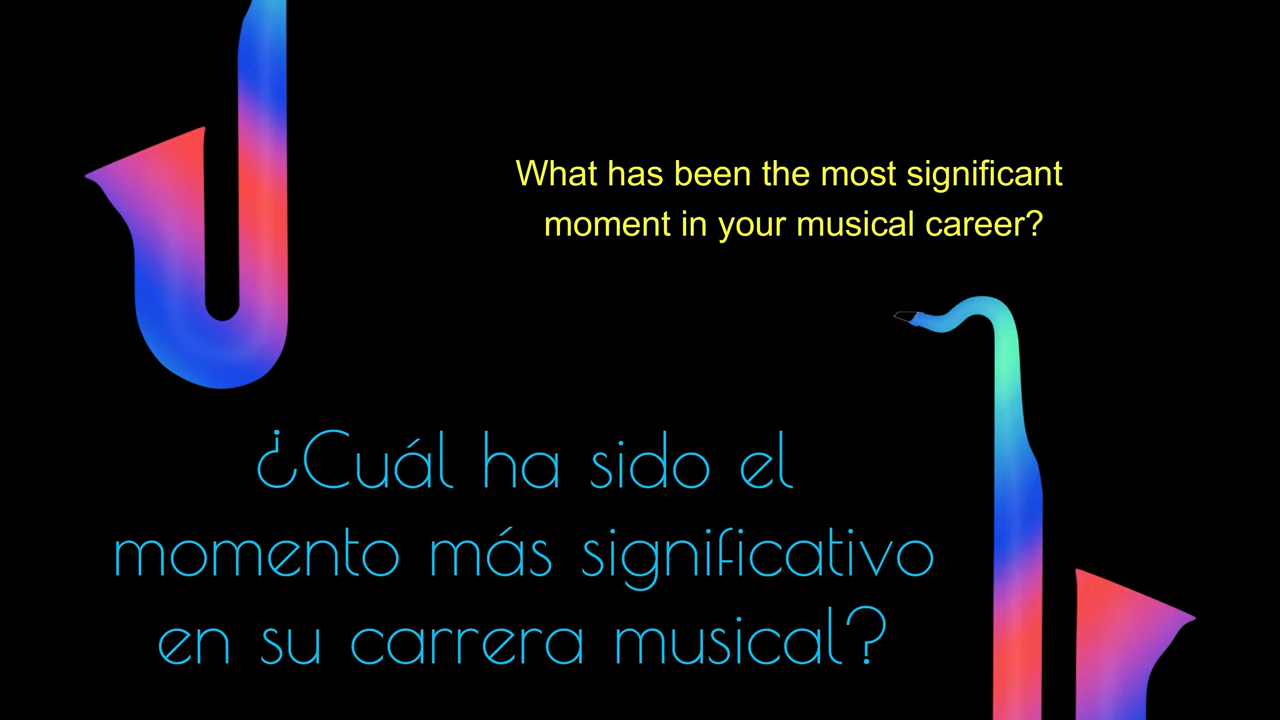 What has been the most significant
moment in your musical career?
¿Cuál ha sido el
momento más significativo
en su carrera musical?